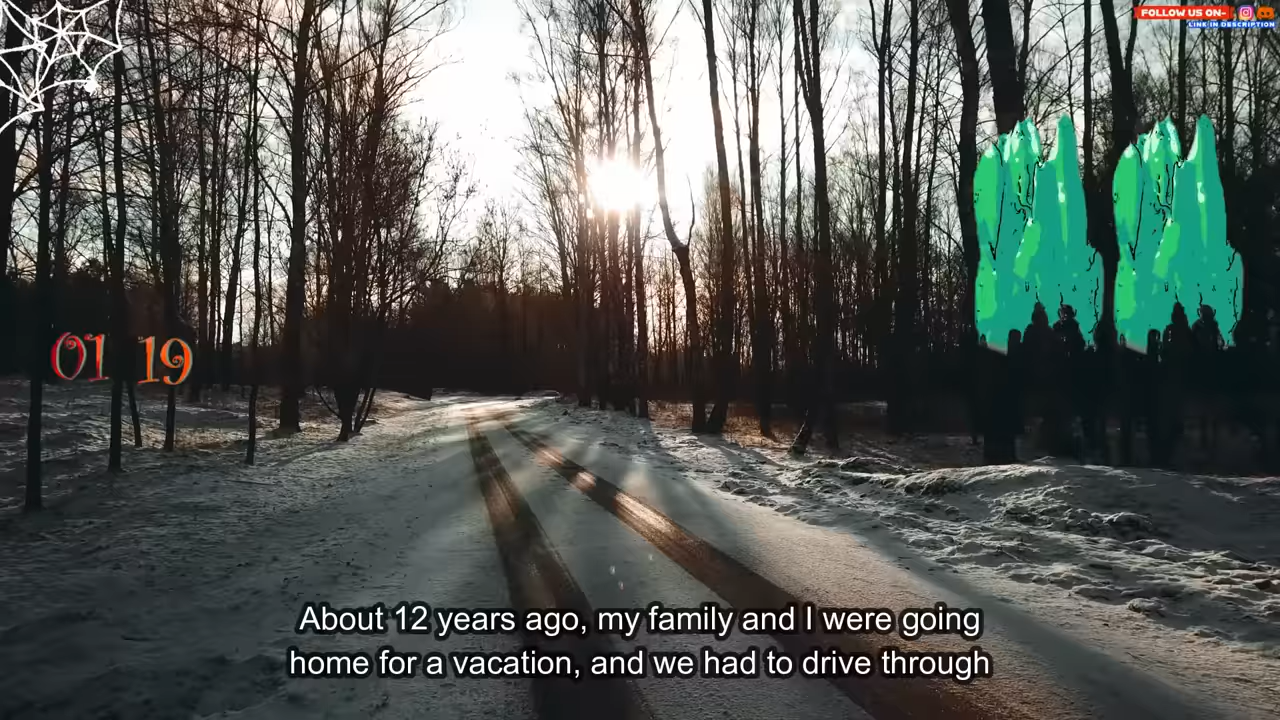 FOLLOW US ON-
LINK IN DESCRIPTION
01 19
About 12 years ago, my family and I were going
home for a vacation, and we had to drive through